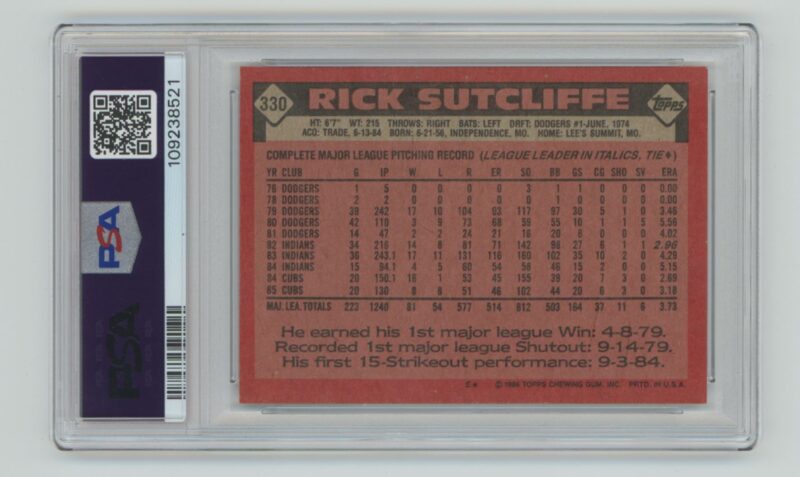 PSA
PSA
109238521
330 RICK SUTCLIFFE Topps
HT: 6'7" WT: 215 THROWS: RIGHT BATS: LEFT DRFT: DODGERS #1-JUNE, 1974
ACQ: TRADE, 6-13-84 BORN: 6-21-56, INDEPENDENCE, MO. HOME: LEE'S SUMMIT, MO.
COMPLETE MAJOR LEAGUE PITCHING RECORD (LEAGUE LEADER IN ITALICS, TIE♦)
YR CLUB G IP W L R ER SO BB GS CG SHO SV ERA
76 DODGERS 1 5 0 0 0 0 3 1 1 0 0 0 0.00
78 DODGERS 2 2 0 0 0 0 0 1 0 0 0 0 0.00
79 DODGERS 39 242 17 10 104 93 117 97 30 5 1 0 3.46
80 DODGERS 42 110 3 9 73 68 59 55 10 1 1 5 5.56
81 DODGERS 14 47 2 2 24 21 16 20 6 0 0 0 4.02
82 INDIANS 34 216 14 8 81 71 142 98 27 6 1 1 2.96
83 INDIANS 36 243.1 17 11 131 116 160 102 35 10 2 0 4.29
84 INDIANS 15 94.1 4 5 60 54 58 46 15 2 0 0 5.15
84 CUBS 20 150.1 16 1 53 45 155 39 20 7 3 0 2.69
85 CUBS 20 130 8 8 51 46 102 44 20 6 3 0 3.18
MAJ. LEA. TOTALS 223 1240 81 54 577 514 812 503 164 37 11 6 3.73
He earned his 1st major league Win: 4-8-79.
Recorded 1st major league Shutout: 9-14-79.
His first 15-Strikeout performance: 9-3-84.
E* © 1986 TOPPS CHEWING GUM, INC. PRTD. IN U.S.A.